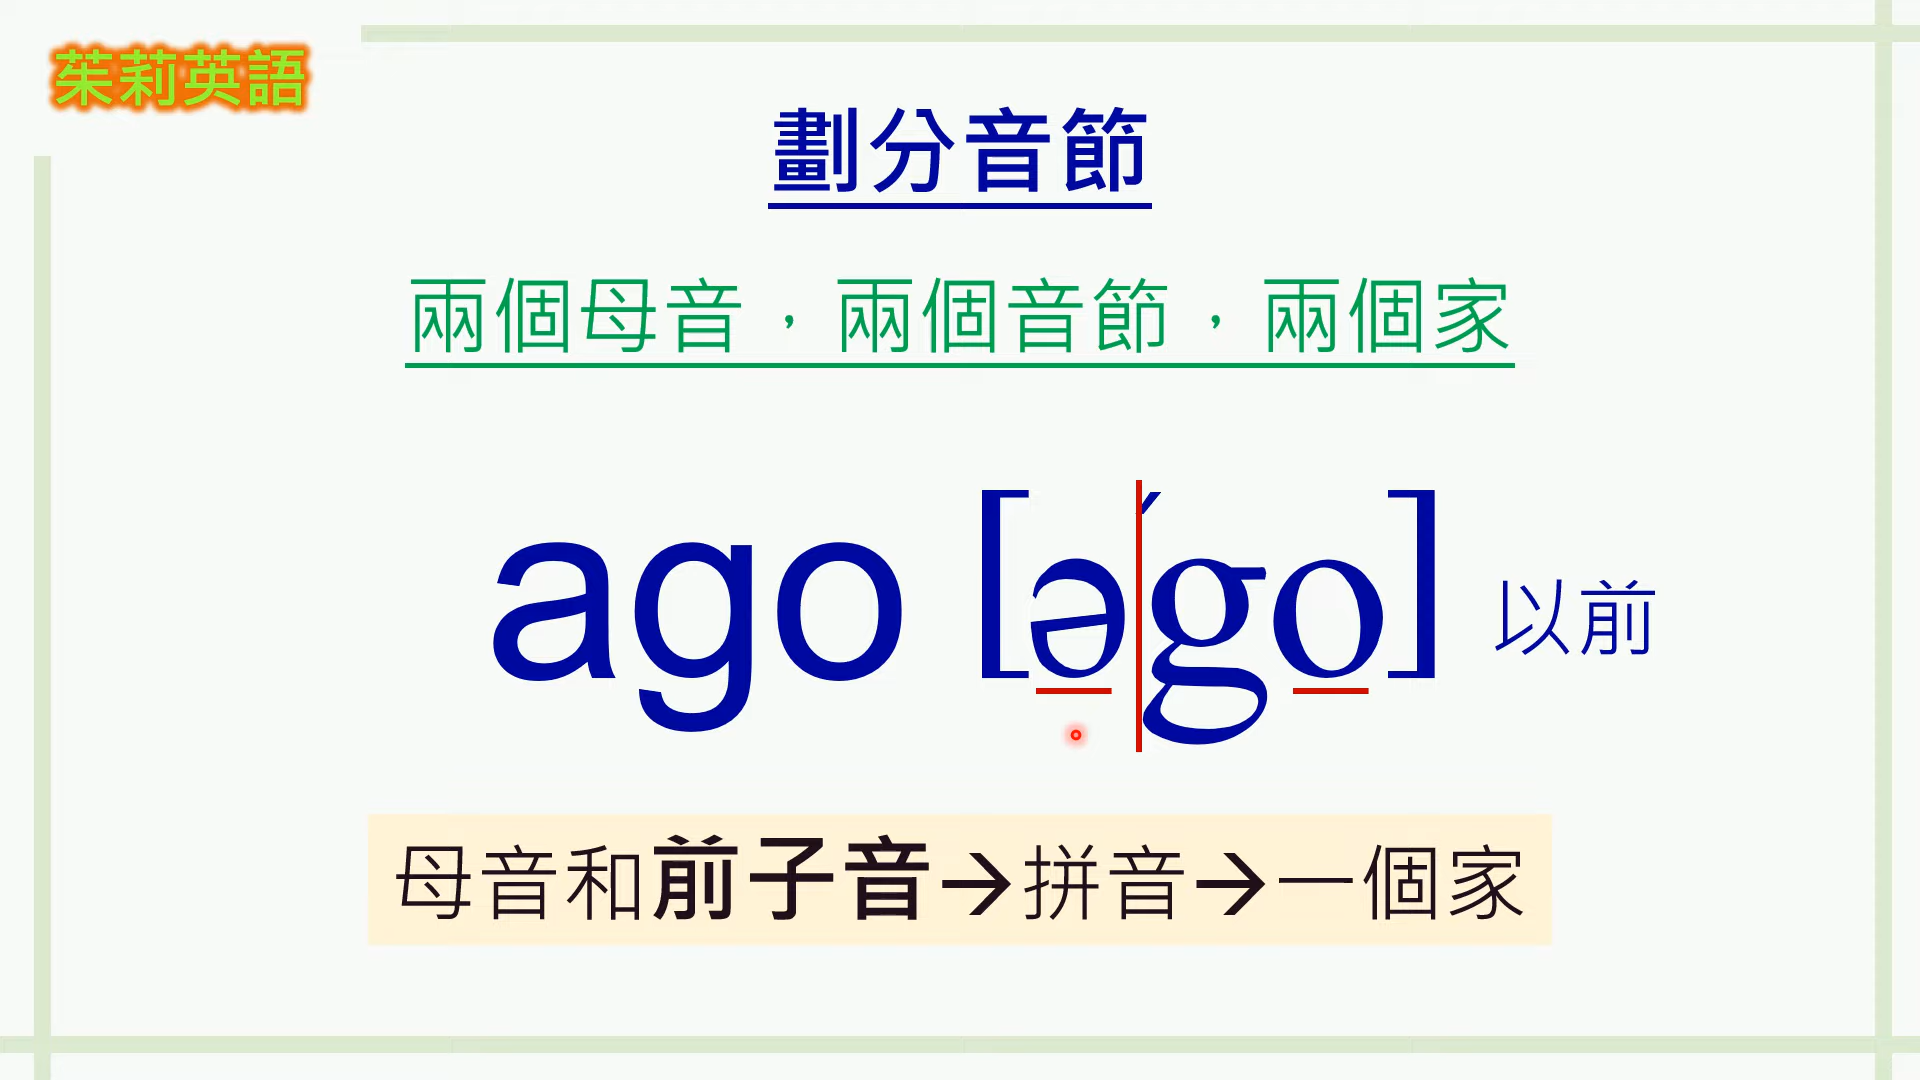 茱莉英語
劃分音節
兩個母音，兩個音節，兩個家
ago [əˊgo] 以前
母音和前子音→拼音→一個家